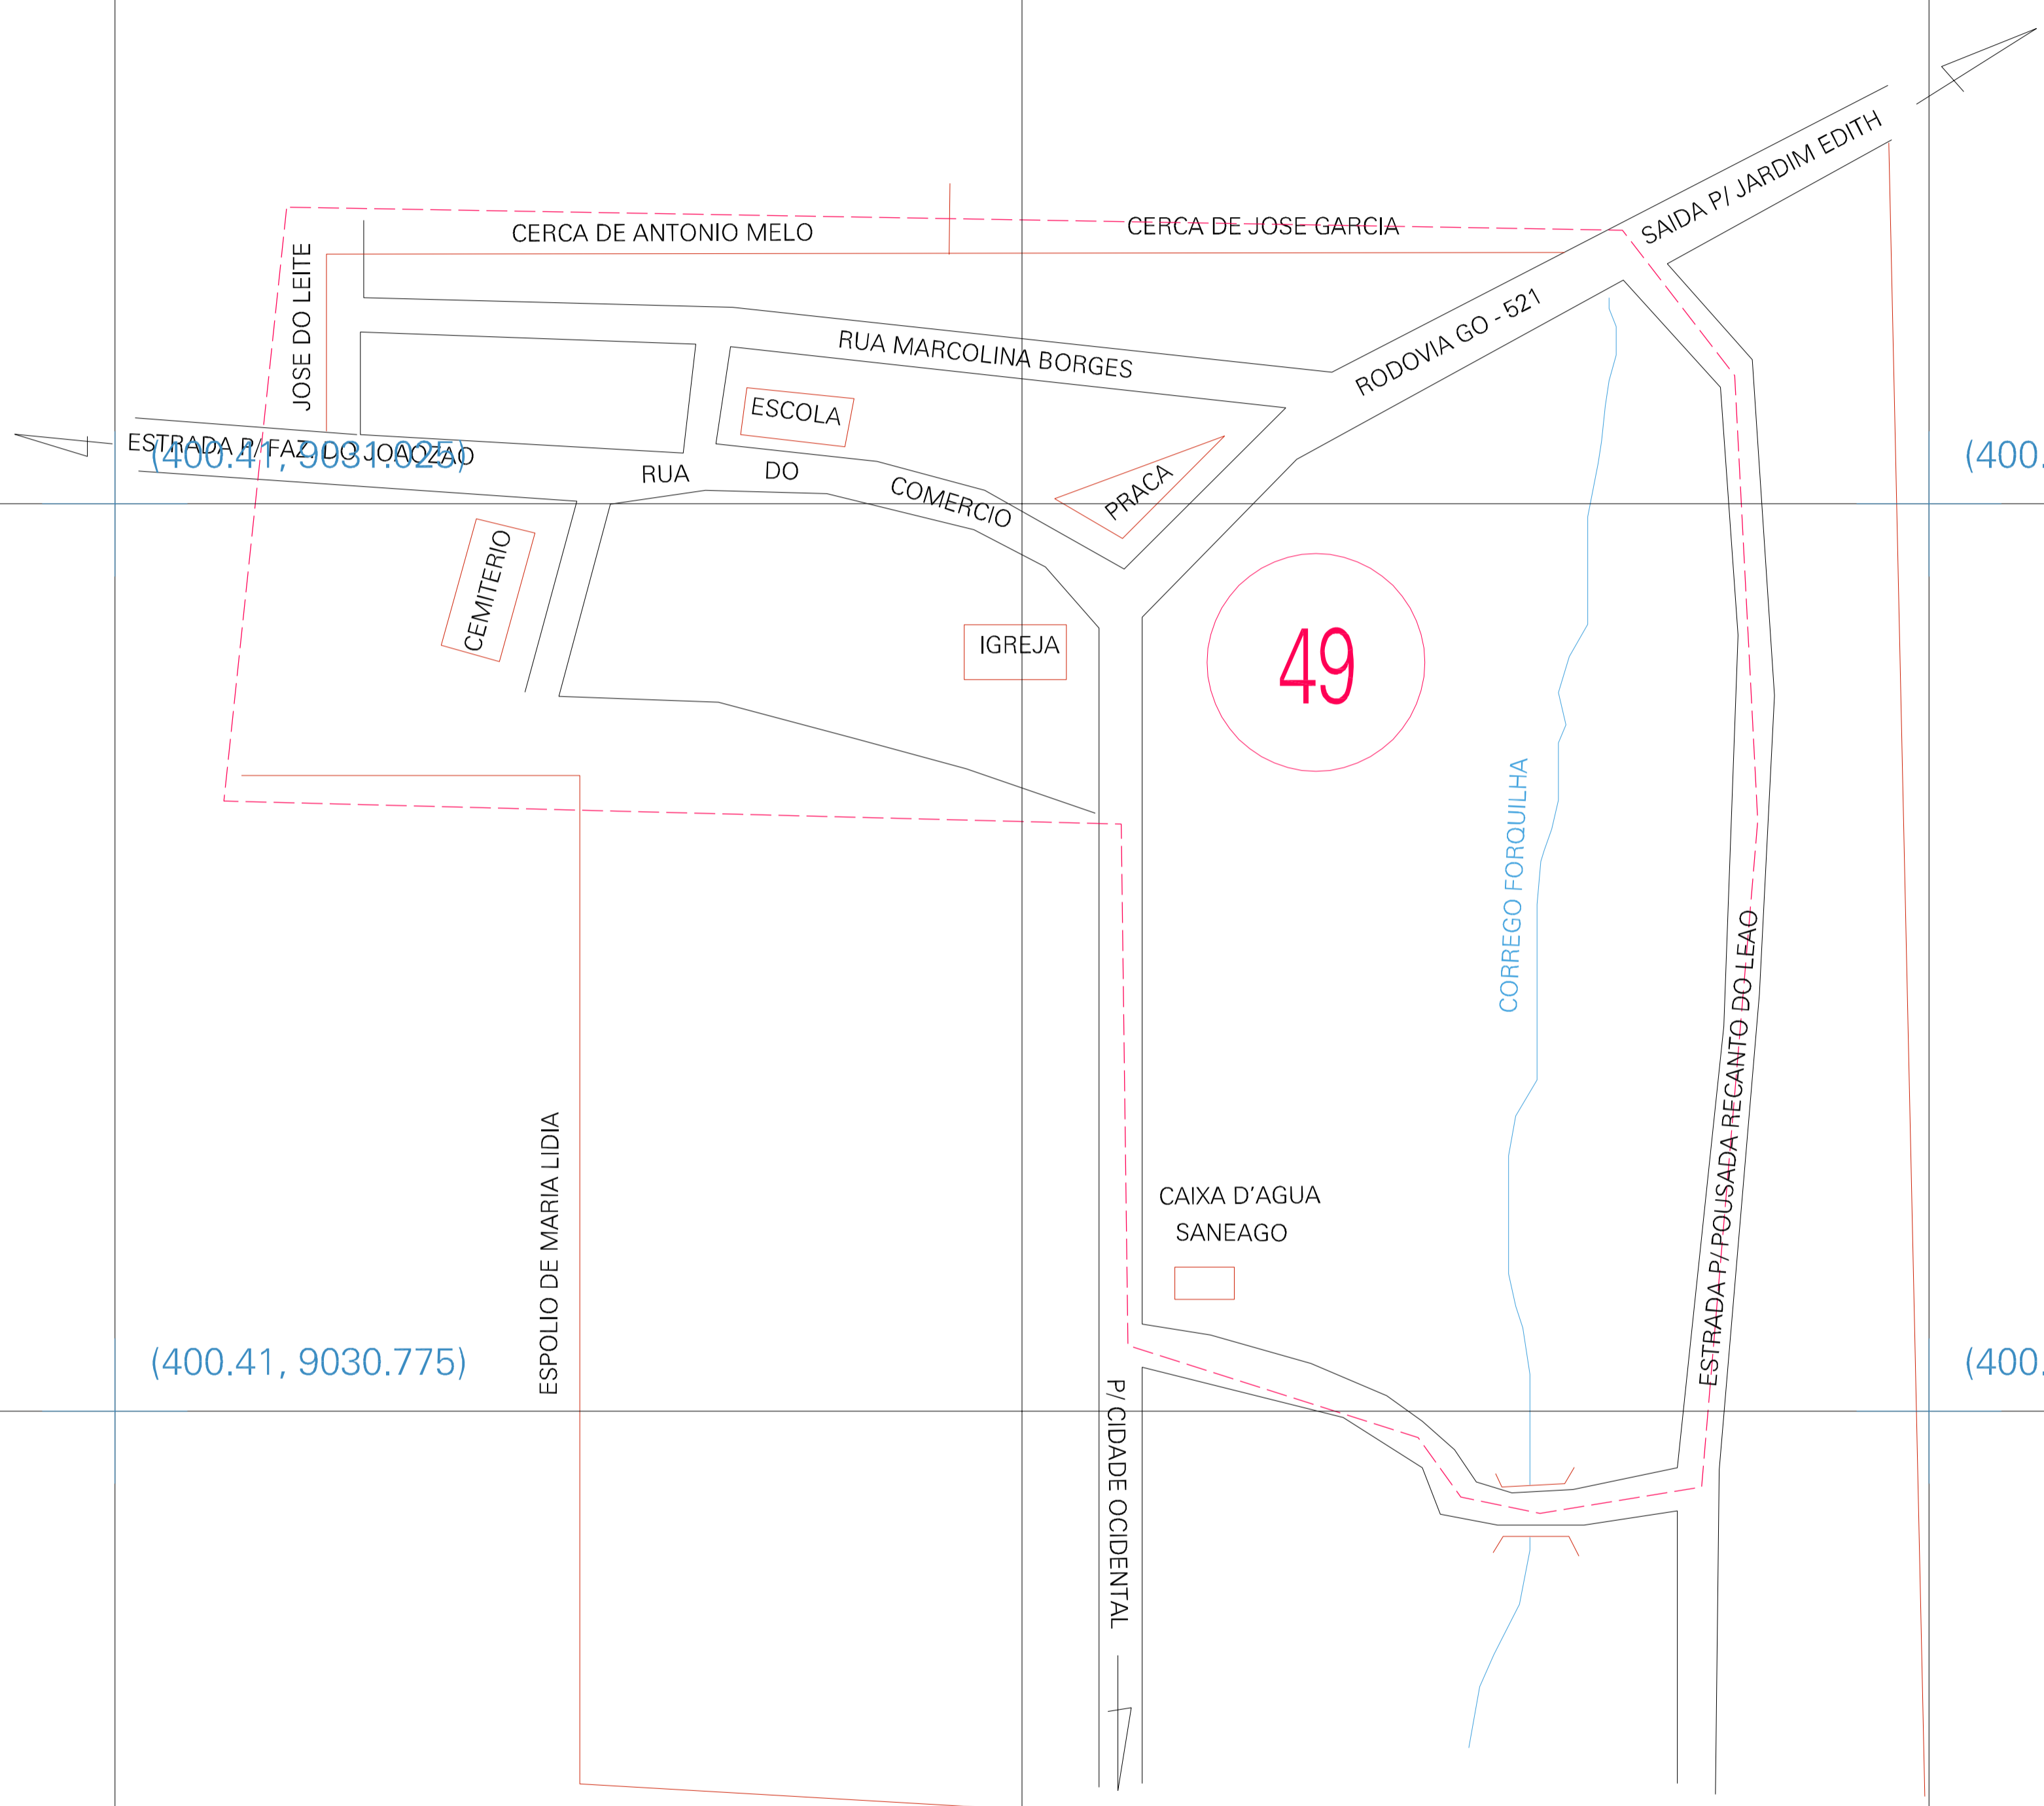 SAIDA P/ JARDIM EDITH
CERCA DE ANTONIO MELO
CERCA DE JOSE GARCIA
JOSE DO LEITE
RODOVIA GO - 521
RUA MARCOLINA BORGES
ESCOLA
ESTRADA P/ FAZ. DO JOAOZAO
(400.41, 9031.025)
(400.
RUA DO COMERCIO
PRACA
CEMITERIO
IGREJA
49
CORREGO FORQUILHA
ESTRADA P/ POUSADA RECANTO DO LEAO
ESPOLIO DE MARIA LIDIA
CAIXA D'AGUA
SANEAGO
(400.41, 9030.775)
(400.
P/ CIDADE OCIDENTAL